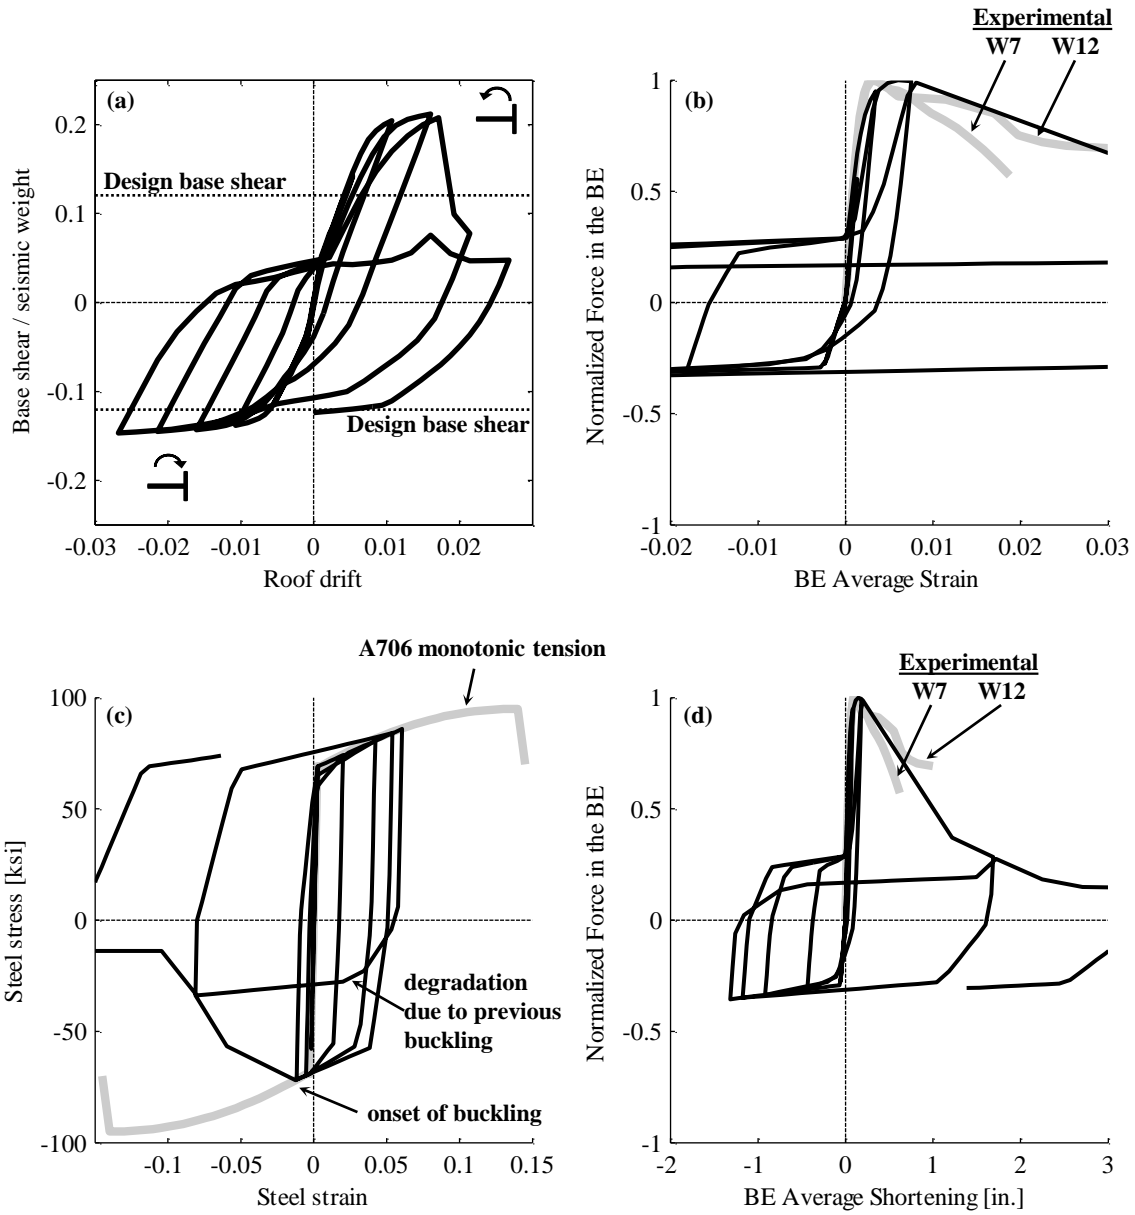 Experimental
W7 W12
(a)
0.2
0.1
0
-0.1
-0.2
Base shear / seismic weight
Design base shear
Design base shear
-0.03 -0.02 -0.01 0 0.01 0.02
Roof drift
(b)
1
0.5
0
-0.5
-1
Normalized Force in the BE
-0.02 -0.01 0 0.01 0.02 0.03
BE Average Strain
A706 monotonic tension
(c)
100
50
0
-50
-100
Steel stress [ksi]
degradation
due to previous
buckling
onset of buckling
-0.1 -0.05 0 0.05 0.1 0.15
Steel strain
Experimental
W7 W12
(d)
1
0.5
0
-0.5
-1
Normalized Force in the BE
-2 -1 0 1 2 3
BE Average Shortening [in.]